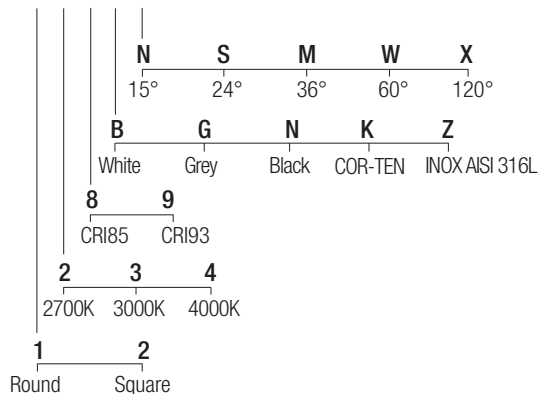 N S M W X
15° 24° 36° 60° 120°
B G N K Z
White Grey Black COR-TEN INOX AISI 316L
8 9
CRI85 CRI93
2 3 4
2700K 3000K 4000K
1 2
Round Square